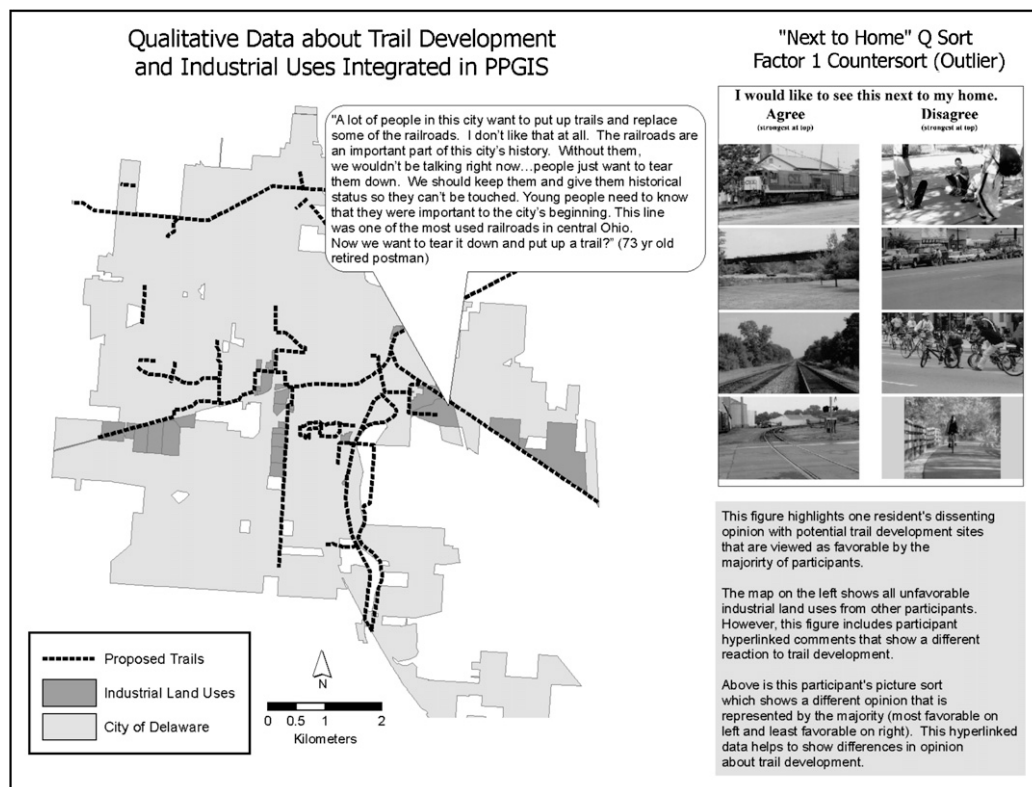 Qualitative Data about Trail Development
and Industrial Uses Integrated in PPGIS
"A lot of people in this city want to put up trails and replace
some of the railroads.  I don't like that at all.  The railroads are
an important part of this city's history.  Without them,
we wouldn't be talking right now…people just want to tear
them down.  We should keep them and give them historical
status so they can't be touched. Young people need to know
that they were important to the city's beginning. This line
was one of the most used railroads in central Ohio.
Now we want to tear it down and put up a trail?" (73 yr old
retired postman)
Proposed Trails
Industrial Land Uses
City of Delaware
N
0 0.5 1 2
Kilometers
"Next to Home" Q Sort
Factor 1 Countersort (Outlier)
I would like to see this next to my home.
Agree
(strongest at top)
Disagree
(strongest at top)
This figure highlights one resident's dissenting
opinion with potential trail development sites
that are viewed as favorable by the
majorirty of participants.
The map on the left shows all unfavorable
industrial land uses from other participants.
However, this figure includes participant
hyperlinked comments that show a different
reaction to trail development.
Above is this participant's picture sort
which shows a different opinion that is
represented by the majority (most favorable on
left and least favorable on right).  This hyperlinked
data helps to show differences in opinion
about trail development.